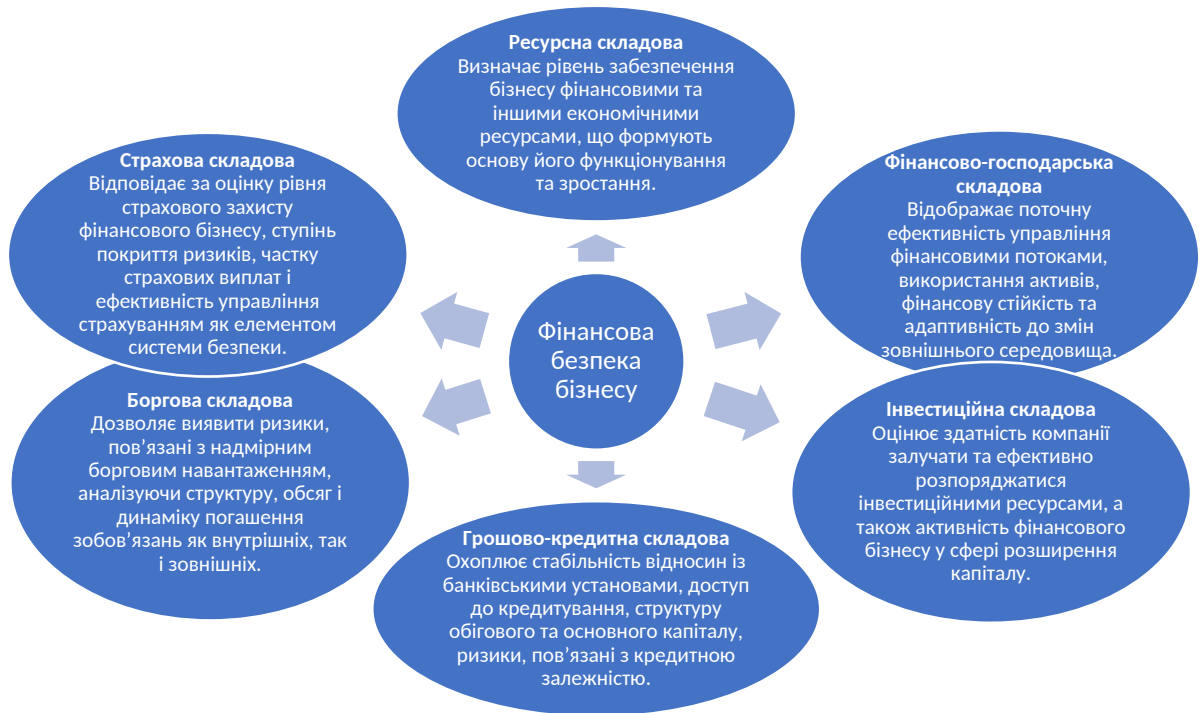 Ресурсна складова
Визначає рівень забезпечення
бізнесу фінансовими та
іншими економічними
ресурсами, що формують
основу його функціонування
та зростання.
Фінансово-господарська
складова
Відображає поточну
ефективність управління
фінансовими потоками,
використання активів,
фінансову стійкість та
адаптивність до змін
зовнішнього середовища.
Інвестиційна складова
Оцінює здатність компанії
залучати та ефективно
розпоряджатися
інвестиційними ресурсами, а
також активність фінансового
бізнесу у сфері розширення
капіталу.
Грошово-кредитна складова
Охоплює стабільність відносин із
банківськими установами, доступ
до кредитування, структуру
обігового та основного капіталу,
ризики, пов’язані з кредитною
залежністю.
Боргова складова
Дозволяє виявити ризики,
пов’язані з надмірним
борговим навантаженням,
аналізуючи структуру, обсяг і
динаміку погашення
зобов’язань як внутрішніх, так
і зовнішніх.
Страхова складова
Відповідає за оцінку рівня
страхового захисту
фінансового бізнесу, ступінь
покриття ризиків, частку
страхових виплат і
ефективність управління
страхуванням як елементом
системи безпеки.
Фінансова
безпека
бізнесу